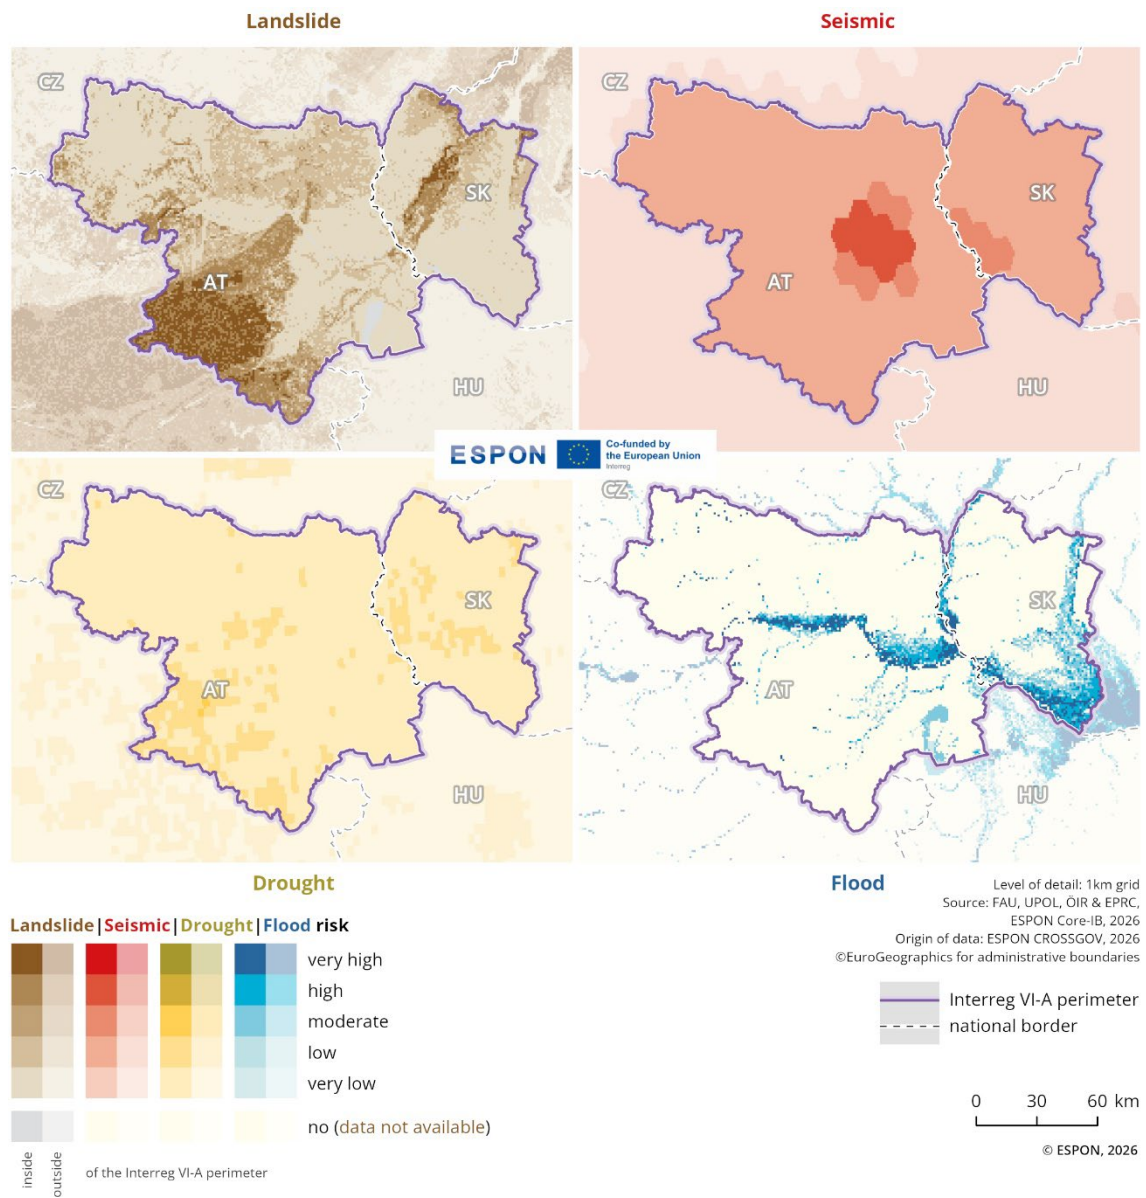 Landslide
Seismic
CZ
SK
AT
HU
CZ
SK
AT
HU
ESPON
Co-funded by
the European Union
Interreg
CZ
SK
AT
HU
CZ
SK
AT
HU
Drought
Flood
Level of detail: 1km grid
Source: FAU, UPOL, ÖIR & EPRC,
ESPON Core-IB, 2026
Origin of data: ESPON CROSSGOV, 2026
©EuroGeographics for administrative boundaries
Landslide|Seismic|Drought|Flood risk
very high
high
moderate
low
very low
no (data not available)
inside
outside
of the Interreg VI-A perimeter
Interreg VI-A perimeter
national border
0 30 60 km
© ESPON, 2026